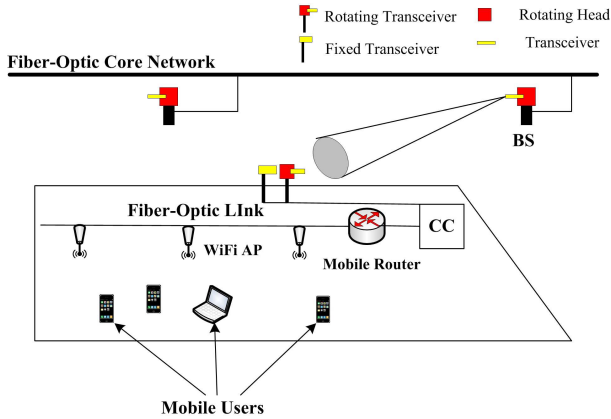 Rotating Transceiver
Rotating Head
Fixed Transceiver
Transceiver
Fiber-Optic Core Network
BS
Fiber-Optic LInk
CC
WiFi AP
Mobile Router
Mobile Users